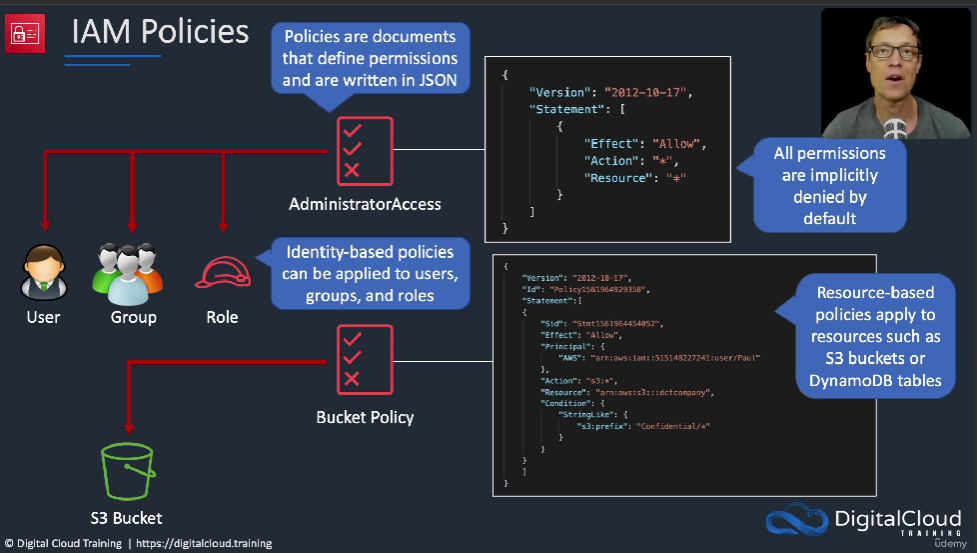 IAM Policies
Policies are documents
that define permissions
and are written in JSON
{
"Version": "2012-10-17",
"Statement": [
{
"Effect": "Allow",
"Action": "*",
"Resource": "*"
}
]
}
All permissions
are implicitly
denied by
default
AdministratorAccess
User
Group
Role
Identity-based policies
can be applied to users,
groups, and roles
{
"Version": "2012-10-17",
"Id": "Policy1561964929358",
"Statement":[
{
"Sid": "Stmt1561964454052",
"Effect": "Allow",
"Principal": {
"AWS": "arn:aws:iam::515148227241:user/Paul"
},
"Action": "s3:*",
"Resource": "arn:aws:s3:::dctcompany",
"Condition": {
"StringLike": {
"s3:prefix": "Confidential/*"
}
}
}
]
}
Resource-based
policies apply to
resources such as
S3 buckets or
DynamoDB tables
Bucket Policy
S3 Bucket
© Digital Cloud Training | https://digitalcloud.training
DigitalCloud
TRAINING
ûdemy